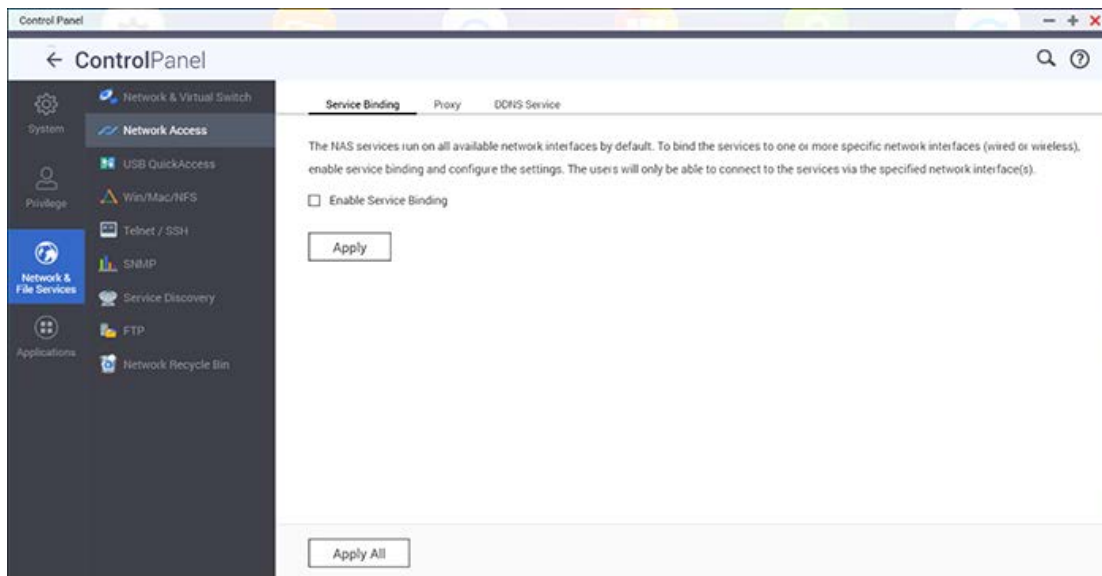 Control Panel
ControlPanel
System
Privilege
Network &
File Services
Applications
Network & Virtual Switch
Network Access
USB QuickAccess
Win/Mac/NFS
Telnet / SSH
SNMP
Service Discovery
FTP
Network Recycle Bin
Service Binding Proxy DDNS Service
The NAS services run on all available network interfaces by default. To bind the services to one or more specific network interfaces (wired or wireless),
enable service binding and configure the settings. The users will only be able to connect to the services via the specified network interface(s).
Enable Service Binding
Apply
Apply All